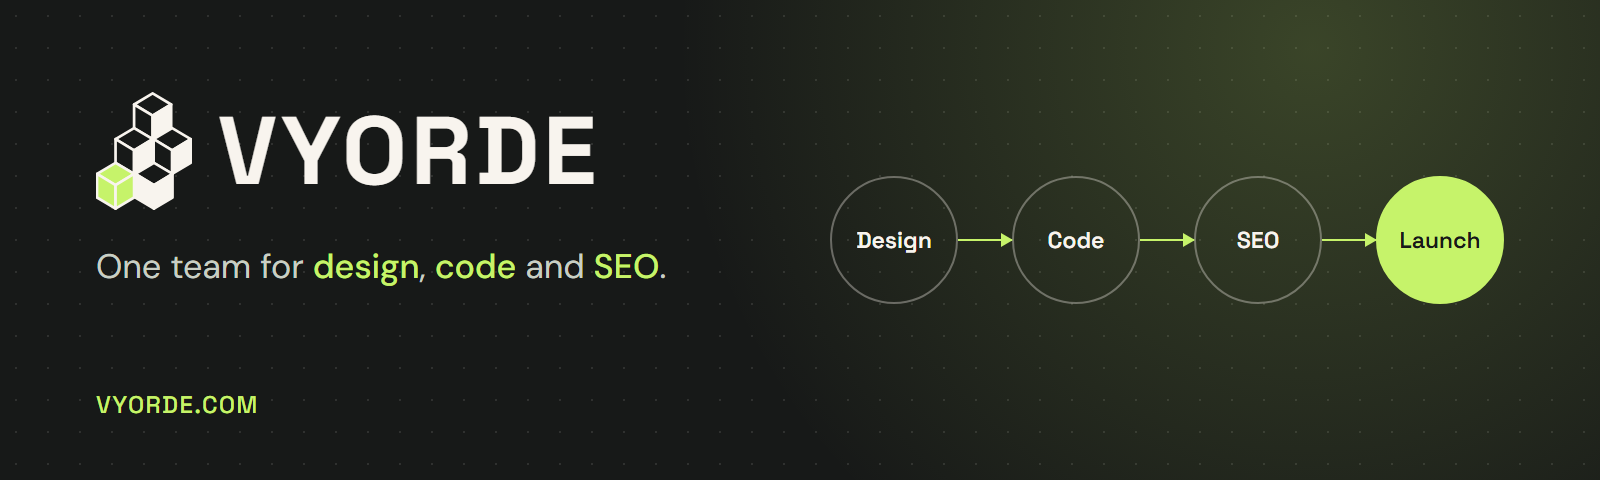 VYORDE
One team for design, code and SEO.
Design
Code
SEO
Launch
VYORDE.COM